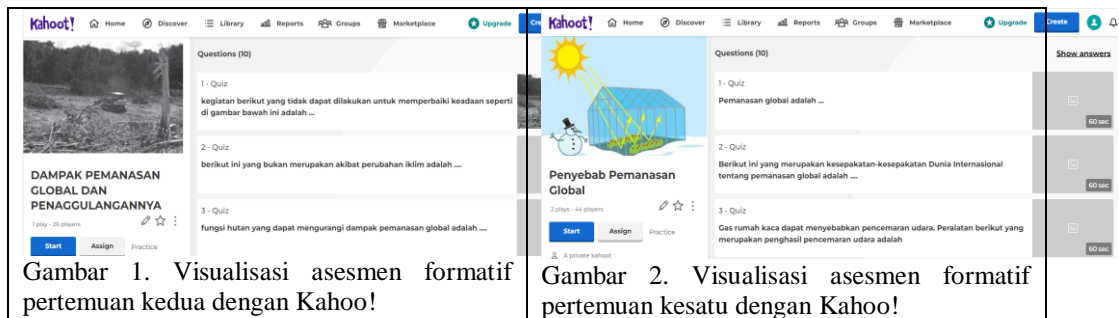 Kahoot! Home Discover Library Reports Groups Marketplace Upgrade
Questions (10)
1 - Quiz
kegiatan berikut yang tidak dapat dilakukan untuk memperbaiki keadaan seperti
di gambar bawah ini adalah ...
2 - Quiz
berikut ini yang bukan merupakan akibat perubahan iklim adalah ....
DAMPAK PEMANASAN
GLOBAL DAN
PENAGGULANGANNYA
1 play - 26 players
3 - Quiz
fungsi hutan yang dapat mengurangi dampak pemanasan global adalah ....
Start Assign Practice
Gambar 1. Visualisasi asesmen formatif
pertemuan kedua dengan Kahoo!
Kahoot! Home Discover Library Reports Groups Marketplace Upgrade Create
Questions (10)
Show answers
1 - Quiz
Pemanasan global adalah ...
60 sec
2 - Quiz
Berikut ini yang merupakan kesepakatan-kesepakatan Dunia Internasional
tentang pemanasan global adalah ....
60 sec
Penyebab Pemanasan
Global
2 plays - 44 players
3 - Quiz
Gas rumah kaca dapat menyebabkan pencemaran udara. Peralatan berikut yang
merupakan penghasil pencemaran udara adalah
60 sec
Start Assign Practice
A private kahoot
Gambar 2. Visualisasi asesmen formatif
pertemuan kesatu dengan Kahoo!